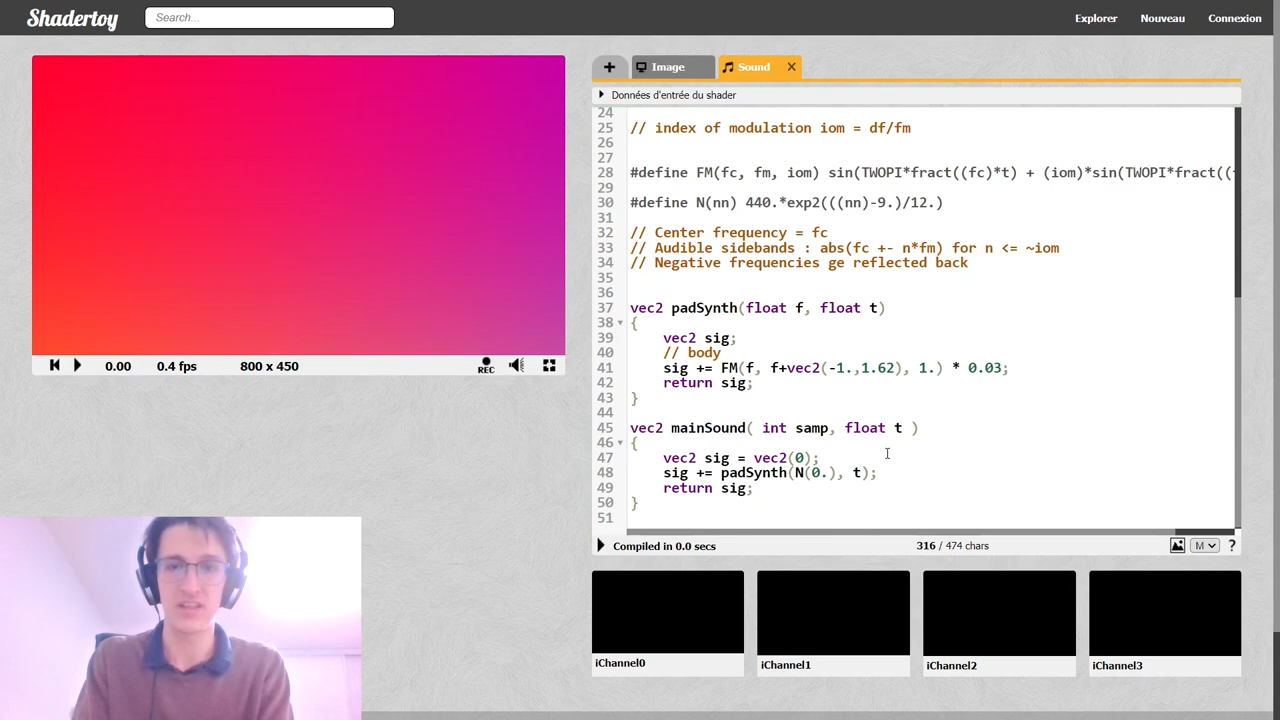 Shadertoy
Search...
Explorer
Nouveau
Connexion
+
Image
Sound
Données d'entrée du shader
24
25 // index of modulation iom = df/fm
26
27
28 #define FM(fc, fm, iom) sin(TWOPI*fract((fc)*t) + (iom)*sin(TWOPI*fract((
29
30 #define N(nn) 440.*exp2(((nn)-9.)/12.)
31
32 // Center frequency = fc
33 // Audible sidebands : abs(fc +- n*fm) for n <= ~iom
34 // Negative frequencies ge reflected back
35
36
37 vec2 padSynth(float f, float t)
38 {
39 vec2 sig;
40 // body
41 sig += FM(f, f+vec2(-1.,1.62), 1.) * 0.03;
42 return sig;
43 }
44
45 vec2 mainSound( int samp, float t )
46 {
47 vec2 sig = vec2(0);
48 sig += padSynth(N(0.), t);
49 return sig;
50 }
51
0.00
0.4 fps
800 x 450
REC
Compiled in 0.0 secs
316 / 474 chars
M
?
iChannel0
iChannel1
iChannel2
iChannel3